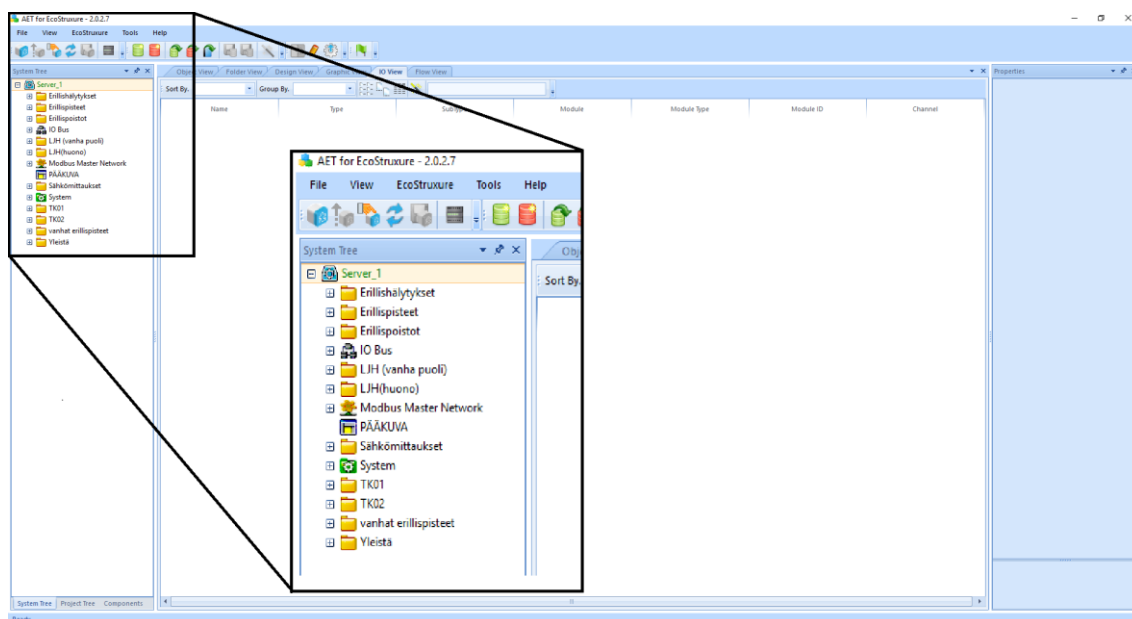 AET for EcoStruxure - 2.0.2.7
File View EcoStruxure Tools Help
System Tree
Object View Folder View Design View Graphic View IO View Flow View
Properties
Sort By. Group By.
Name Type Module Module Type Module ID Channel
Server_1
Erillishälytykset
Erillispisteet
Erillispoistot
IO Bus
LJH (vanha puoli)
LJH(huono)
Modbus Master Network
PÄÄKUVA
Sähkömittaukset
System
TK01
TK02
vanhat erillispisteet
Yleistä
AET for EcoStruxure - 2.0.2.7
File View EcoStruxure Tools Help
System Tree
Sort By.
Server_1
Erillishälytykset
Erillispisteet
Erillispoistot
IO Bus
LJH (vanha puoli)
LJH(huono)
Modbus Master Network
PÄÄKUVA
Sähkömittaukset
System
TK01
TK02
vanhat erillispisteet
Yleistä
System Tree Project Tree Components